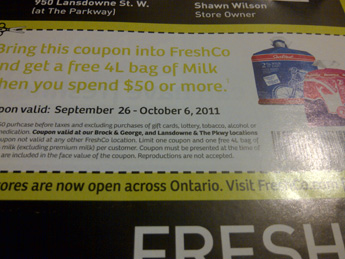 950 Lansdowne St. W.
(at The Parkway)
Shawn Wilson
Store Owner
Bring this coupon into FreshCo
and get a free 4L bag of Milk
when you spend $50 or more.
pon valid: September 26 - October 6, 2011
50 purchase before taxes and excluding purchases of gift cards, lottery, tobacco, alcohol or
medication. Coupon valid at our Brock & George, and Lansdowne & The Pkwy locations
upon not valid at any other FreshCo location. Limit one coupon and one free 4L bag of
milk (excluding premium milk) per customer. Coupon must be presented at the time of
are included in the face value of the coupon. Reproductions are not accepted.
ores are now open across Ontario. Visit FreshCo.com
FRESH